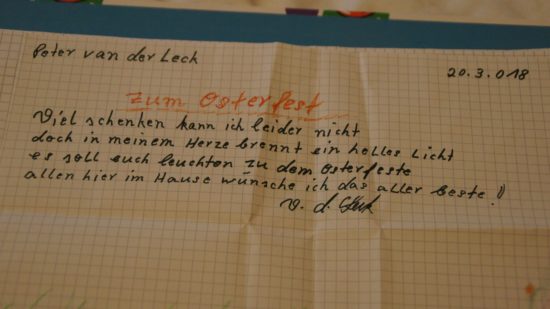 Peter van der Leck
20.3.018
zum Osterfest
Viel schenken kann ich leider nicht
doch in meinem Herze brennt ein helles Licht
es soll euch leuchten zu dem Osterfeste
allen hier im Hause wünsche ich das aller beste!!
v. d. Leck